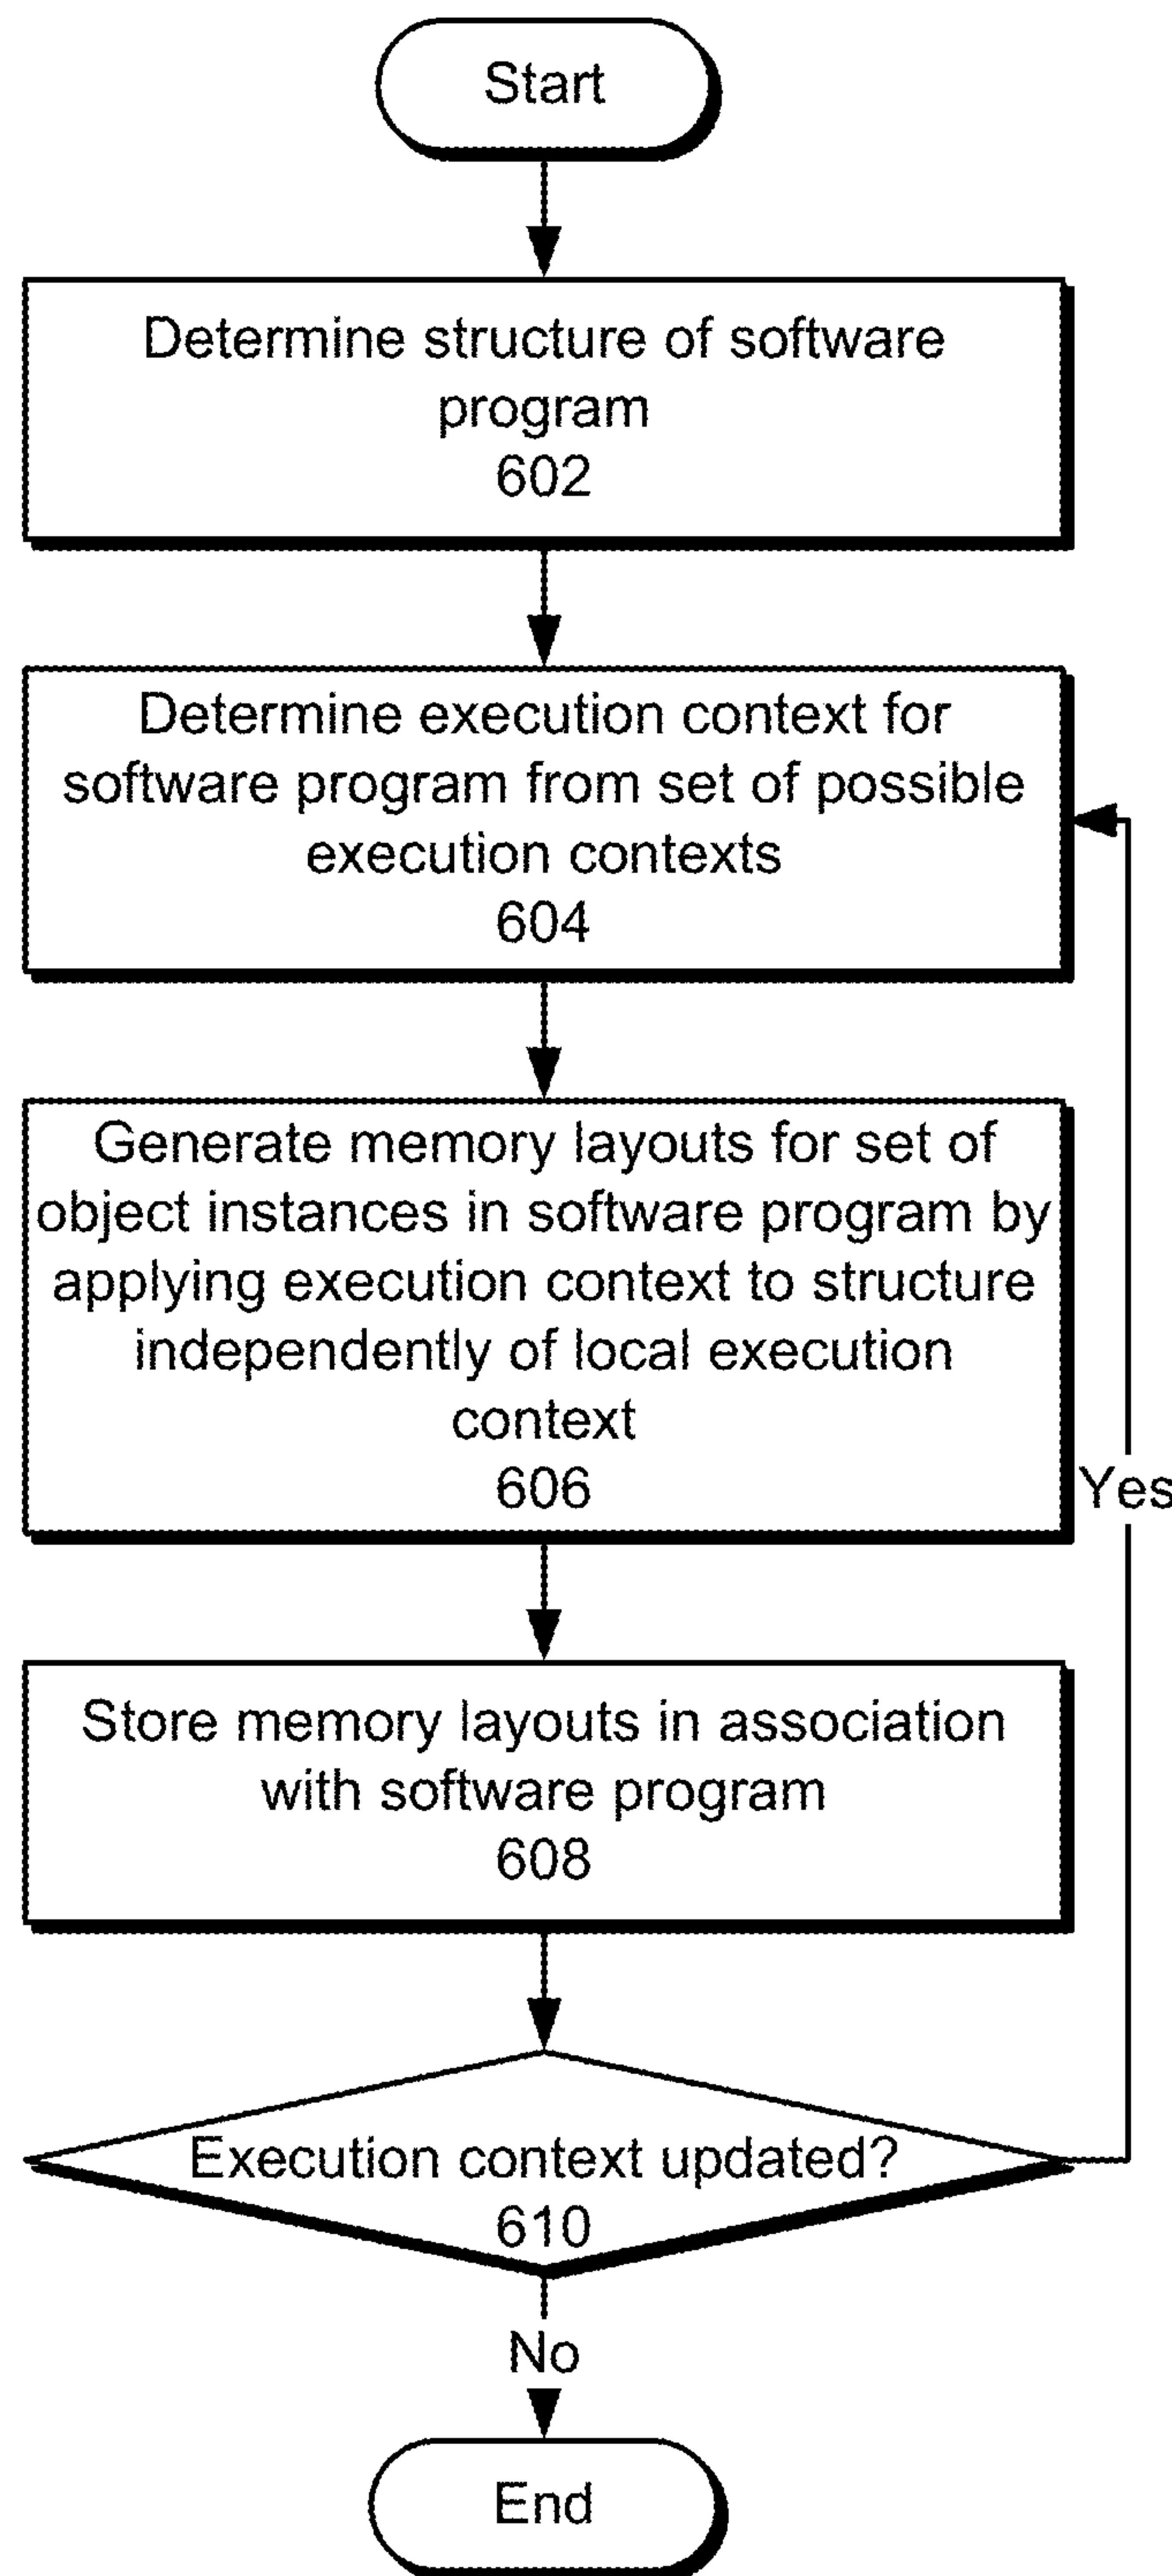 Start
Determine structure of software
program
602
Determine execution context for
software program from set of possible
execution contexts
604
Generate memory layouts for set of
object instances in software program by
applying execution context to structure
independently of local execution
context
606
Yes
Store memory layouts in association
with software program
608
Execution context updated?
610
No
End